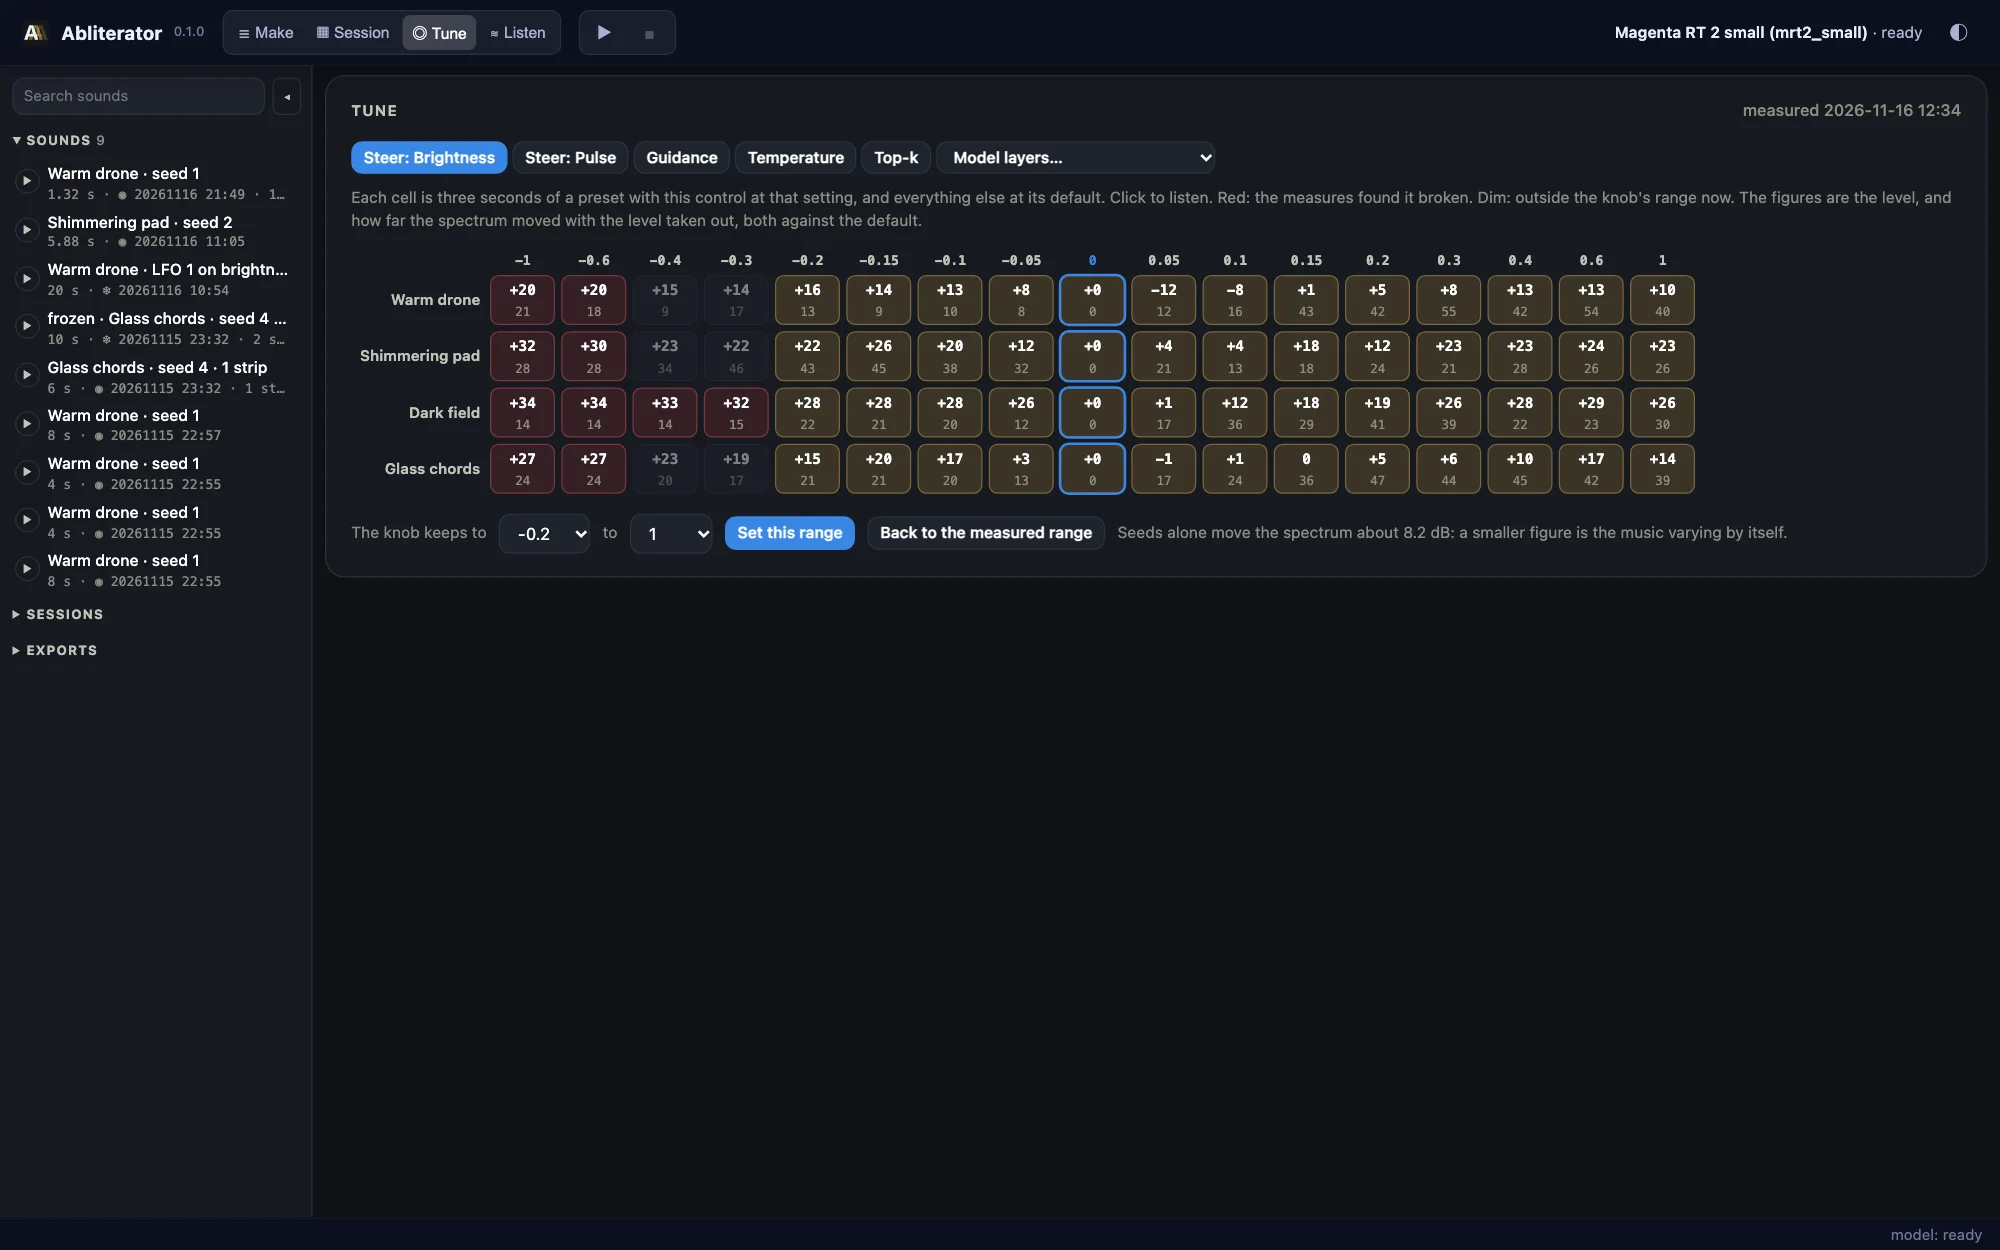 Abliterator 0.1.0
Make Session Tune Listen
Magenta RT 2 small (mrt2_small) · ready
Search sounds
SOUNDS 9
Warm drone · seed 1
1.32 s · 20261116 21:49 · 1…
Shimmering pad · seed 2
5.88 s · 20261116 11:05
Warm drone · LFO 1 on brightn…
20 s · 20261116 10:54
frozen · Glass chords · seed 4 …
10 s · 20261115 23:32 · 2 s…
Glass chords · seed 4 · 1 strip
6 s · 20261115 23:32 · 1 st…
Warm drone · seed 1
8 s · 20261115 22:57
Warm drone · seed 1
4 s · 20261115 22:55
Warm drone · seed 1
4 s · 20261115 22:55
Warm drone · seed 1
8 s · 20261115 22:55
SESSIONS
EXPORTS
TUNE
measured 2026-11-16 12:34
Steer: Brightness Steer: Pulse Guidance Temperature Top-k Model layers...
Each cell is three seconds of a preset with this control at that setting, and everything else at its default. Click to listen. Red: the measures found it broken. Dim: outside the knob's range now. The figures are the level, and
how far the spectrum moved with the level taken out, both against the default.
−1 −0.6 −0.4 −0.3 −0.2 −0.15 −0.1 −0.05 0 0.05 0.1 0.15 0.2 0.3 0.4 0.6 1
Warm drone +20 +20 +15 +14 +16 +14 +13 +8 +0 −12 −8 +1 +5 +8 +13 +13 +10
21 18 9 17 13 9 10 8 0 12 16 43 42 55 42 54 40
Shimmering pad +32 +30 +23 +22 +22 +26 +20 +12 +0 +4 +4 +18 +12 +23 +23 +24 +23
28 28 34 46 43 45 38 32 0 21 13 18 24 21 28 26 26
Dark field +34 +34 +33 +32 +28 +28 +28 +26 +0 +1 +12 +18 +19 +26 +28 +29 +26
14 14 14 15 22 21 20 12 0 17 36 29 41 39 22 23 30
Glass chords +27 +27 +23 +19 +15 +20 +17 +3 +0 −1 +1 0 +5 +6 +10 +17 +14
24 24 20 17 21 21 20 13 0 17 24 36 47 44 45 42 39
The knob keeps to -0.2 to 1 Set this range Back to the measured range Seeds alone move the spectrum about 8.2 dB: a smaller figure is the music varying by itself.
model: ready